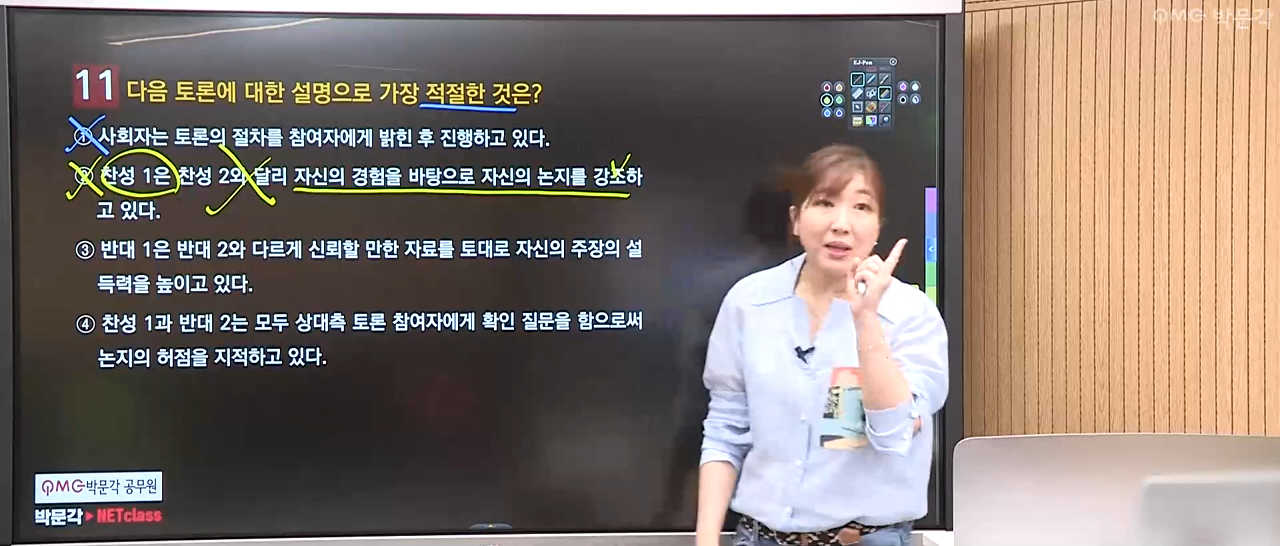 QMG 박문각
EJ-Pen
11 다음 토론에 대한 설명으로 가장 적절한 것은?
① 사회자는 토론의 절차를 참여자에게 밝힌 후 진행하고 있다.
② 찬성 1은 찬성 2와 달리 자신의 경험을 바탕으로 자신의 논지를 강조하
고 있다.
③ 반대 1은 반대 2와 다르게 신뢰할 만한 자료를 토대로 자신의 주장의 설
득력을 높이고 있다.
④ 찬성 1과 반대 2는 모두 상대측 토론 참여자에게 확인 질문을 함으로써
논지의 허점을 지적하고 있다.
QMG 박문각 공무원
박문각 NETclass